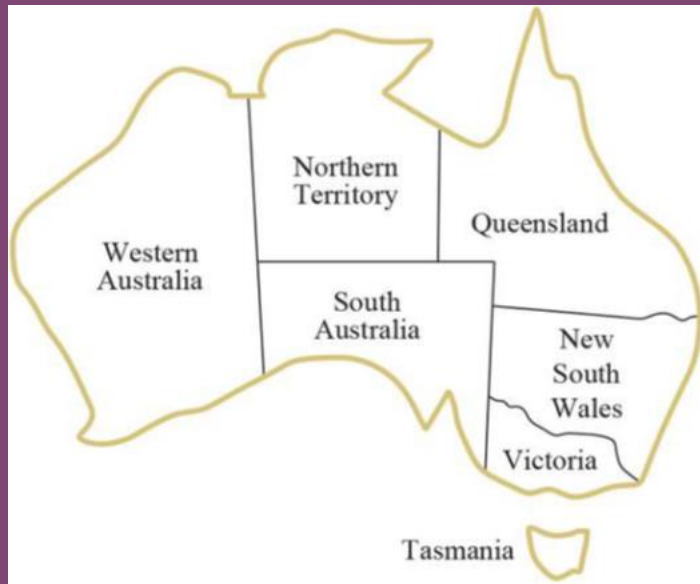 Northern
Territory
Queensland
Western
Australia
South
Australia
New
South
Wales
Victoria
Tasmania